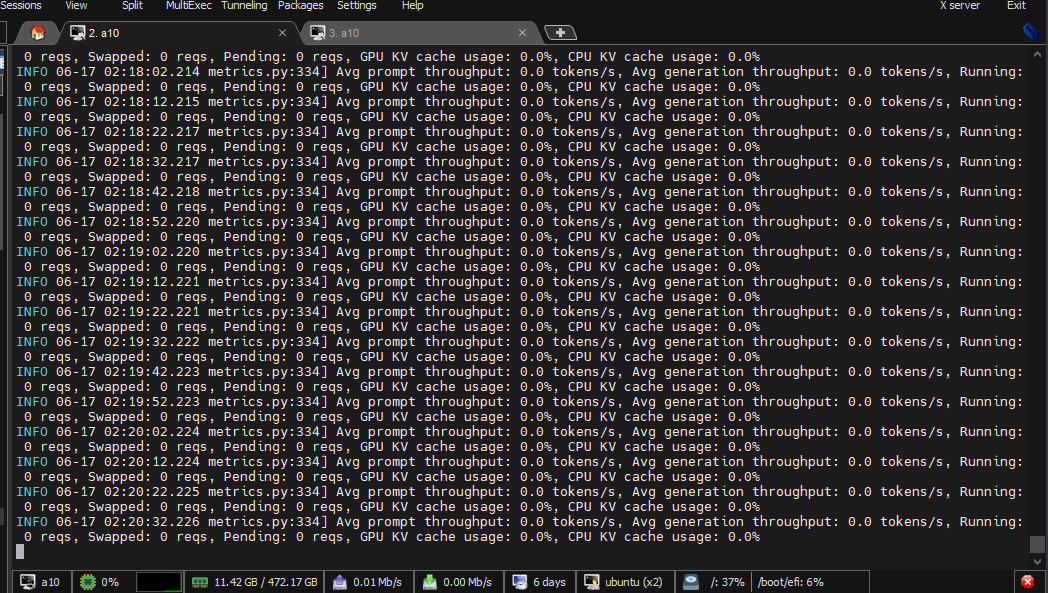 Sessions View Split MultiExec Tunneling Packages Settings Help X server Exit
2. a10 3. a10
0 reqs, Swapped: 0 reqs, Pending: 0 reqs, GPU KV cache usage: 0.0%, CPU KV cache usage: 0.0%
INFO 06-17 02:18:02.214 metrics.py:334] Avg prompt throughput: 0.0 tokens/s, Avg generation throughput: 0.0 tokens/s, Running:
0 reqs, Swapped: 0 reqs, Pending: 0 reqs, GPU KV cache usage: 0.0%, CPU KV cache usage: 0.0%
INFO 06-17 02:18:12.215 metrics.py:334] Avg prompt throughput: 0.0 tokens/s, Avg generation throughput: 0.0 tokens/s, Running:
0 reqs, Swapped: 0 reqs, Pending: 0 reqs, GPU KV cache usage: 0.0%, CPU KV cache usage: 0.0%
INFO 06-17 02:18:22.217 metrics.py:334] Avg prompt throughput: 0.0 tokens/s, Avg generation throughput: 0.0 tokens/s, Running:
0 reqs, Swapped: 0 reqs, Pending: 0 reqs, GPU KV cache usage: 0.0%, CPU KV cache usage: 0.0%
INFO 06-17 02:18:32.217 metrics.py:334] Avg prompt throughput: 0.0 tokens/s, Avg generation throughput: 0.0 tokens/s, Running:
0 reqs, Swapped: 0 reqs, Pending: 0 reqs, GPU KV cache usage: 0.0%, CPU KV cache usage: 0.0%
INFO 06-17 02:18:42.218 metrics.py:334] Avg prompt throughput: 0.0 tokens/s, Avg generation throughput: 0.0 tokens/s, Running:
0 reqs, Swapped: 0 reqs, Pending: 0 reqs, GPU KV cache usage: 0.0%, CPU KV cache usage: 0.0%
INFO 06-17 02:18:52.220 metrics.py:334] Avg prompt throughput: 0.0 tokens/s, Avg generation throughput: 0.0 tokens/s, Running:
0 reqs, Swapped: 0 reqs, Pending: 0 reqs, GPU KV cache usage: 0.0%, CPU KV cache usage: 0.0%
INFO 06-17 02:19:02.220 metrics.py:334] Avg prompt throughput: 0.0 tokens/s, Avg generation throughput: 0.0 tokens/s, Running:
0 reqs, Swapped: 0 reqs, Pending: 0 reqs, GPU KV cache usage: 0.0%, CPU KV cache usage: 0.0%
INFO 06-17 02:19:12.221 metrics.py:334] Avg prompt throughput: 0.0 tokens/s, Avg generation throughput: 0.0 tokens/s, Running:
0 reqs, Swapped: 0 reqs, Pending: 0 reqs, GPU KV cache usage: 0.0%, CPU KV cache usage: 0.0%
INFO 06-17 02:19:22.221 metrics.py:334] Avg prompt throughput: 0.0 tokens/s, Avg generation throughput: 0.0 tokens/s, Running:
0 reqs, Swapped: 0 reqs, Pending: 0 reqs, GPU KV cache usage: 0.0%, CPU KV cache usage: 0.0%
INFO 06-17 02:19:32.222 metrics.py:334] Avg prompt throughput: 0.0 tokens/s, Avg generation throughput: 0.0 tokens/s, Running:
0 reqs, Swapped: 0 reqs, Pending: 0 reqs, GPU KV cache usage: 0.0%, CPU KV cache usage: 0.0%
INFO 06-17 02:19:42.223 metrics.py:334] Avg prompt throughput: 0.0 tokens/s, Avg generation throughput: 0.0 tokens/s, Running:
0 reqs, Swapped: 0 reqs, Pending: 0 reqs, GPU KV cache usage: 0.0%, CPU KV cache usage: 0.0%
INFO 06-17 02:19:52.223 metrics.py:334] Avg prompt throughput: 0.0 tokens/s, Avg generation throughput: 0.0 tokens/s, Running:
0 reqs, Swapped: 0 reqs, Pending: 0 reqs, GPU KV cache usage: 0.0%, CPU KV cache usage: 0.0%
INFO 06-17 02:20:02.224 metrics.py:334] Avg prompt throughput: 0.0 tokens/s, Avg generation throughput: 0.0 tokens/s, Running:
0 reqs, Swapped: 0 reqs, Pending: 0 reqs, GPU KV cache usage: 0.0%, CPU KV cache usage: 0.0%
INFO 06-17 02:20:12.224 metrics.py:334] Avg prompt throughput: 0.0 tokens/s, Avg generation throughput: 0.0 tokens/s, Running:
0 reqs, Swapped: 0 reqs, Pending: 0 reqs, GPU KV cache usage: 0.0%, CPU KV cache usage: 0.0%
INFO 06-17 02:20:22.225 metrics.py:334] Avg prompt throughput: 0.0 tokens/s, Avg generation throughput: 0.0 tokens/s, Running:
0 reqs, Swapped: 0 reqs, Pending: 0 reqs, GPU KV cache usage: 0.0%, CPU KV cache usage: 0.0%
INFO 06-17 02:20:32.226 metrics.py:334] Avg prompt throughput: 0.0 tokens/s, Avg generation throughput: 0.0 tokens/s, Running:
0 reqs, Swapped: 0 reqs, Pending: 0 reqs, GPU KV cache usage: 0.0%, CPU KV cache usage: 0.0%
a10 0% 11.42 GB / 472.17 GB 0.01 Mb/s 0.00 Mb/s 6 days ubuntu (x2) /: 37% /boot/efi: 6%